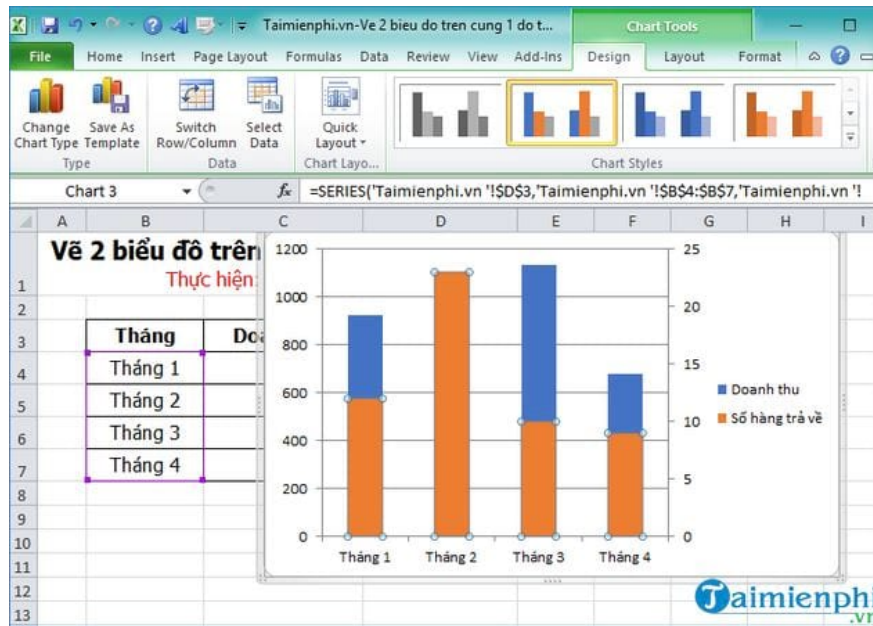 Taimienphi.vn-Ve 2 bieu do tren cung 1 do t...
Chart Tools
File Home Insert Page Layout Formulas Data Review View Add-Ins Design Layout Format
Change Chart Type
Save As Template
Switch Row/Column
Select Data
Quick Layout
Type Data Chart Layo... Chart Styles
Chart 3 fx =SERIES('Taimienphi.vn '!$D$3,'Taimienphi.vn '!$B$4:$B$7,'Taimienphi.vn '!
A B C D E F G H I
1 Vẽ 2 biểu đồ trên
Thực hiện:
2
3 Tháng Doa
4 Tháng 1
5 Tháng 2
6 Tháng 3
7 Tháng 4
8
9
10
11
12
13
1200
1000
800
600
400
200
0
25
20
15
10
5
0
Tháng 1 Tháng 2 Tháng 3 Tháng 4
Doanh thu
Số hàng trả về
Taimienphi
.vn